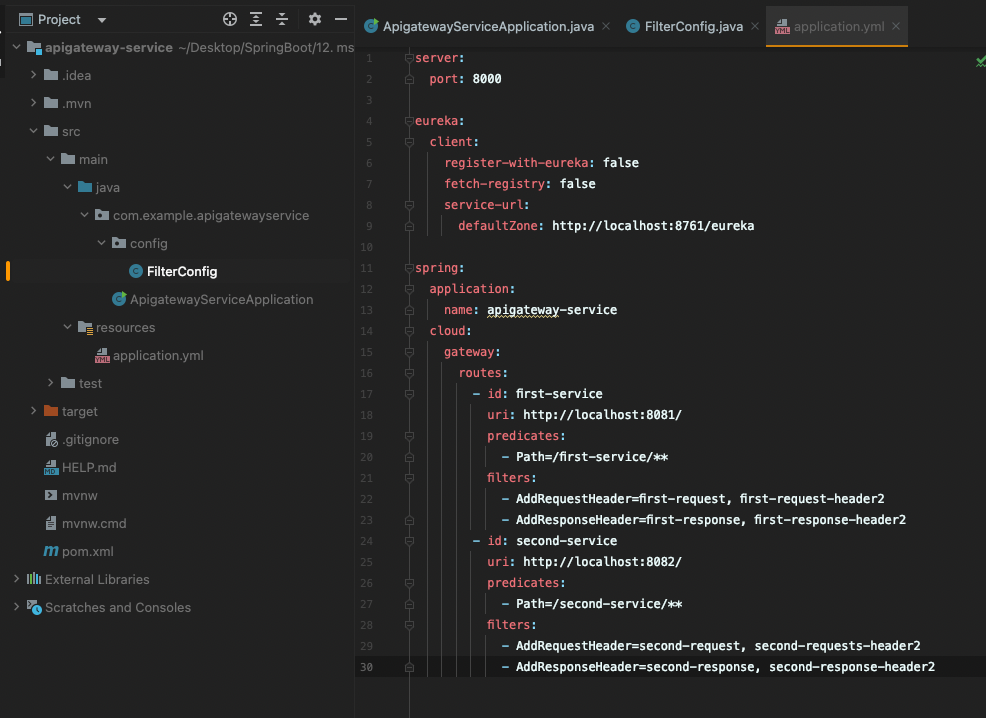 Project
apigateway-service ~/Desktop/SpringBoot/12. ms
.idea
.mvn
src
main
java
com.example.apigatewayservice
config
FilterConfig
ApigatewayServiceApplication
resources
application.yml
test
target
.gitignore
HELP.md
mvnw
mvnw.cmd
pom.xml
External Libraries
Scratches and Consoles
ApigatewayServiceApplication.java
FilterConfig.java
application.yml
1 server:
2   port: 8000
3
4 eureka:
5   client:
6     register-with-eureka: false
7     fetch-registry: false
8     service-url:
9       defaultZone: http://localhost:8761/eureka
10
11 spring:
12   application:
13     name: apigateway-service
14   cloud:
15     gateway:
16       routes:
17         - id: first-service
18           uri: http://localhost:8081/
19           predicates:
20             - Path=/first-service/**
21           filters:
22             - AddRequestHeader=first-request, first-request-header2
23             - AddResponseHeader=first-response, first-response-header2
24         - id: second-service
25           uri: http://localhost:8082/
26           predicates:
27             - Path=/second-service/**
28           filters:
29             - AddRequestHeader=second-request, second-requests-header2
30             - AddResponseHeader=second-response, second-response-header2